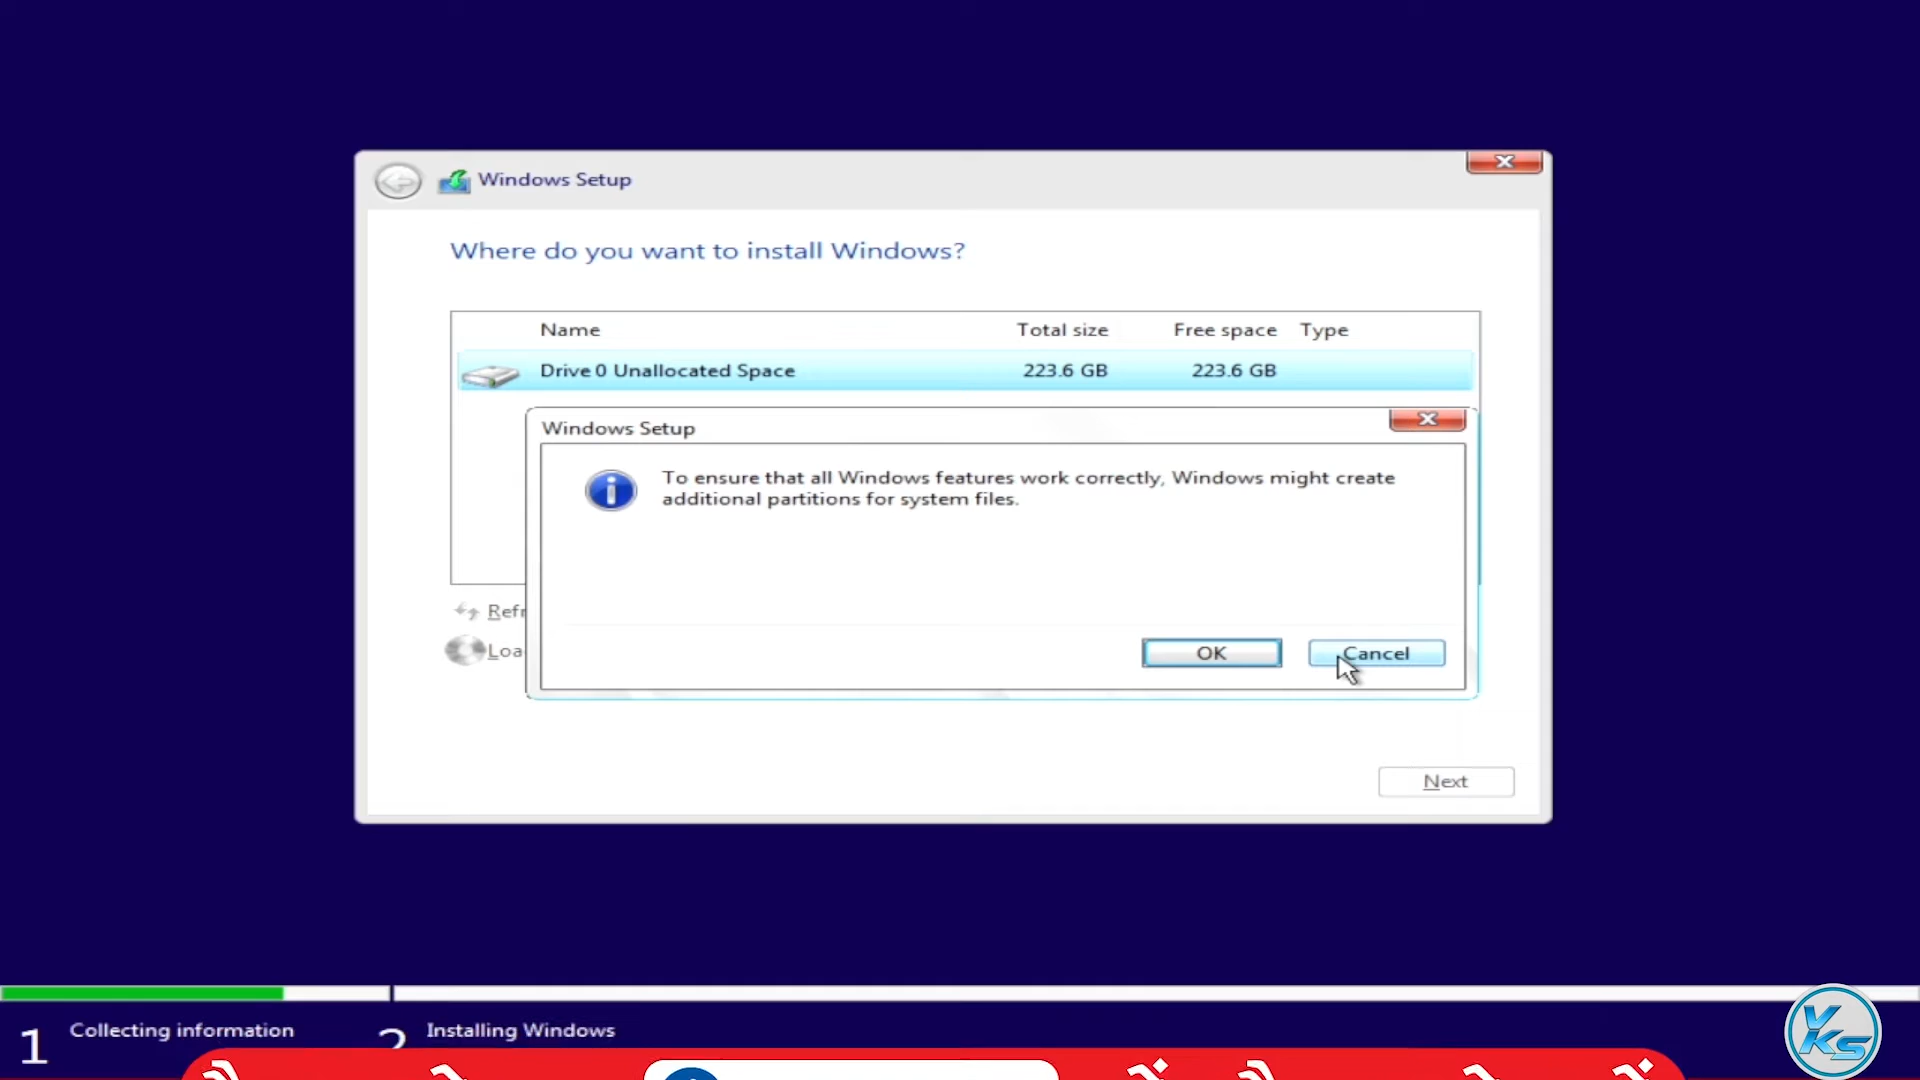 Windows Setup
Where do you want to install Windows?
Name Total size Free space Type
Drive 0 Unallocated Space 223.6 GB 223.6 GB
Windows Setup
To ensure that all Windows features work correctly, Windows might create
additional partitions for system files.
Refr
Loa
OK Cancel
Next
1 Collecting information 2 Installing Windows
VKS